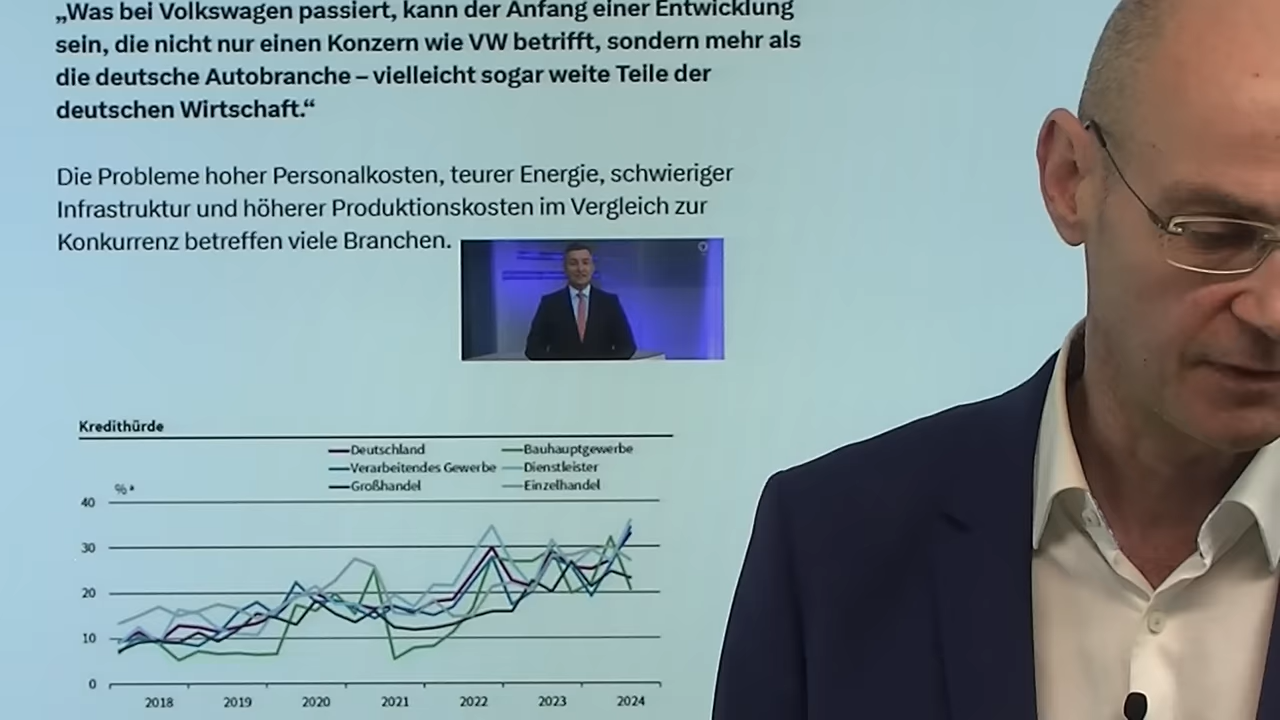 „Was bei Volkswagen passiert, kann der Anfang einer Entwicklung
sein, die nicht nur einen Konzern wie VW betrifft, sondern mehr als
die deutsche Autobranche – vielleicht sogar weite Teile der
deutschen Wirtschaft.“
Die Probleme hoher Personalkosten, teurer Energie, schwieriger
Infrastruktur und höherer Produktionskosten im Vergleich zur
Konkurrenz betreffen viele Branchen.
Kredithürde
Deutschland Bauhauptgewerbe
Verarbeitendes Gewerbe Dienstleister
Großhandel Einzelhandel
%*
40
30
20
10
0
2018 2019 2020 2021 2022 2023 2024